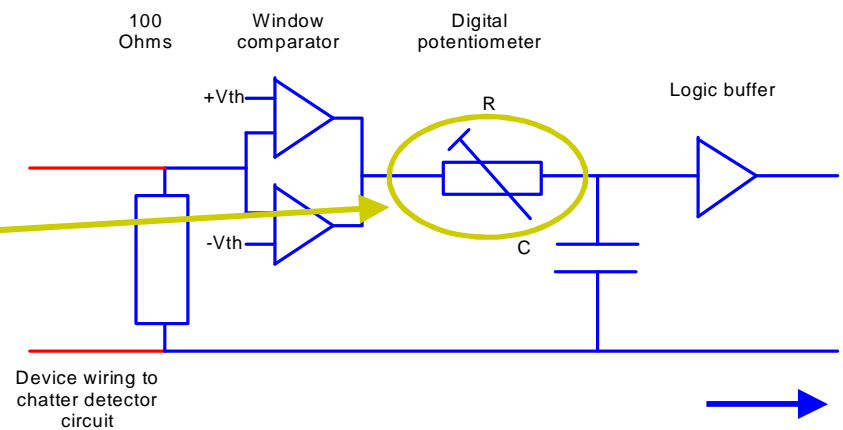 100
Ohms
Window
comparator
Digital
potentiometer
Logic buffer
+Vth
R
-Vth
C
Device wiring to
chatter detector
circuit